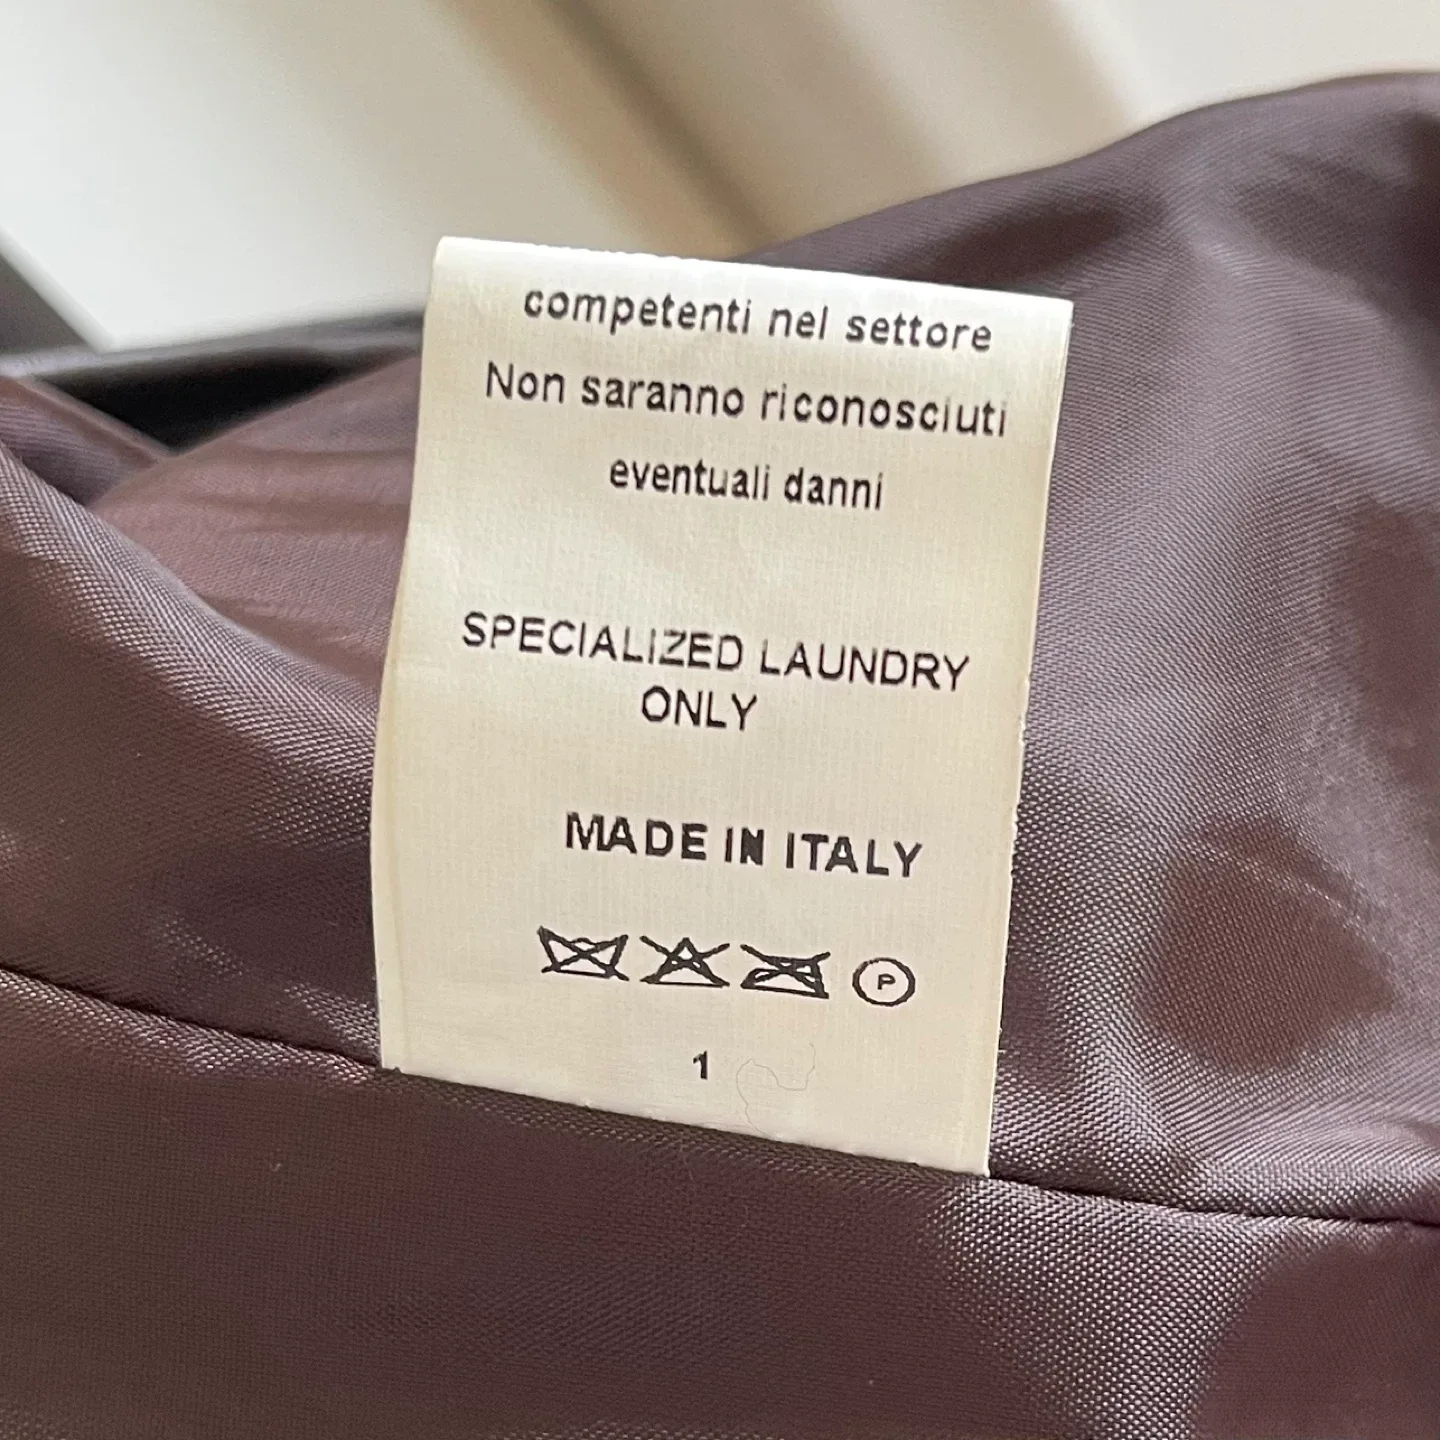 competenti nel settore
Non saranno riconosciuti
eventuali danni
SPECIALIZED LAUNDRY
ONLY
MADE IN ITALY
P
1